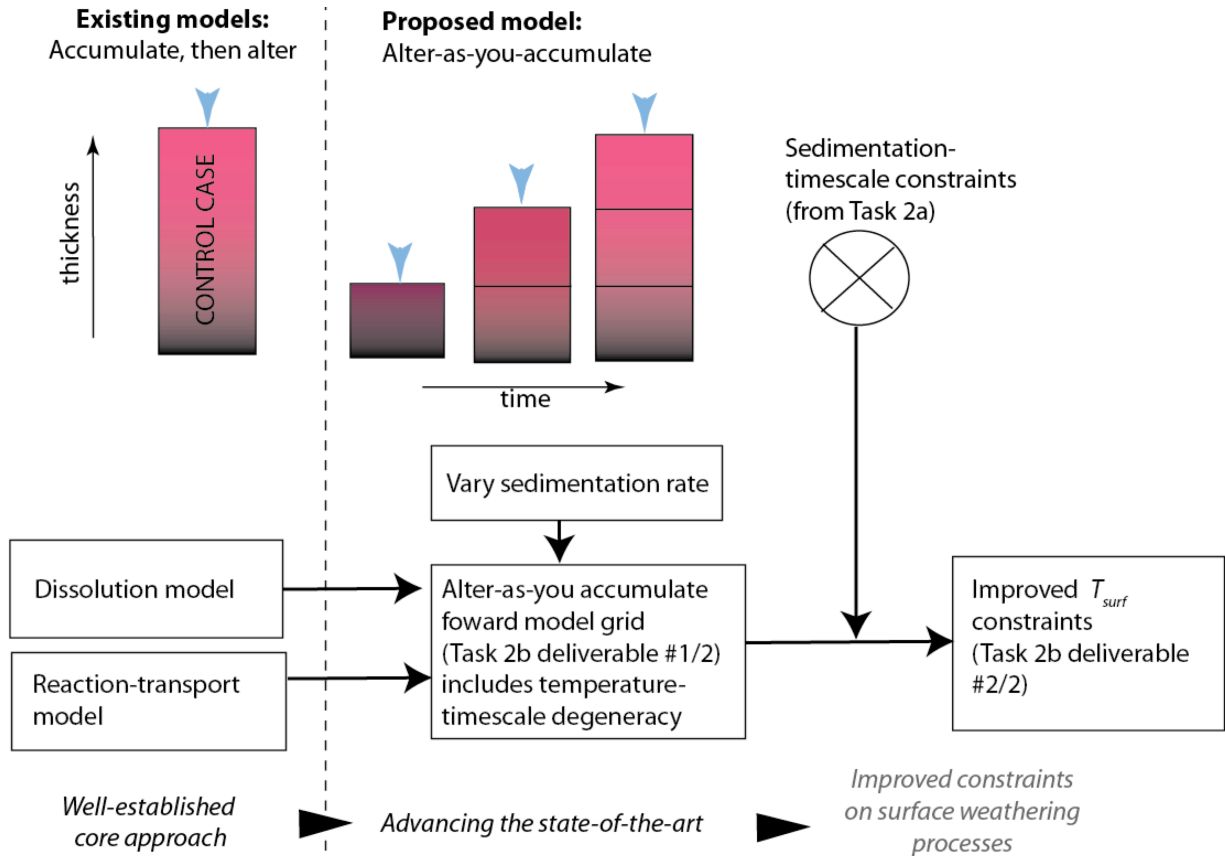 Existing models:
Accumulate, then alter
thickness
CONTROL CASE
Proposed model:
Alter-as-you-accumulate
time
Sedimentation-
timescale constraints
(from Task 2a)
Vary sedimentation rate
Dissolution model
Reaction-transport
model
Alter-as-you accumulate
foward model grid
(Task 2b deliverable #1/2)
includes temperature-
timescale degeneracy
Improved Tsurf
constraints
(Task 2b deliverable
#2/2)
Well-established
core approach
Advancing the state-of-the-art
Improved constraints
on surface weathering
processes